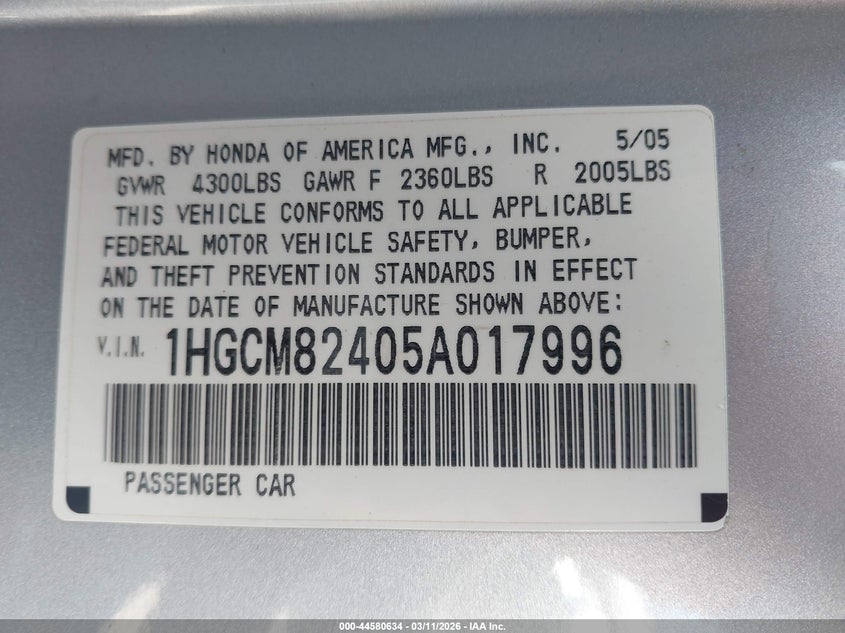 MFD. BY HONDA OF AMERICA MFG., INC. 5/05
GVWR 4300LBS GAWR F 2360LBS R 2005LBS
THIS VEHICLE CONFORMS TO ALL APPLICABLE
FEDERAL MOTOR VEHICLE SAFETY, BUMPER,
AND THEFT PREVENTION STANDARDS IN EFFECT
ON THE DATE OF MANUFACTURE SHOWN ABOVE:
V.I.N. 1HGCM82405A017996
PASSENGER CAR
000-44580634 | 03/11/2026 - IAA Inc.